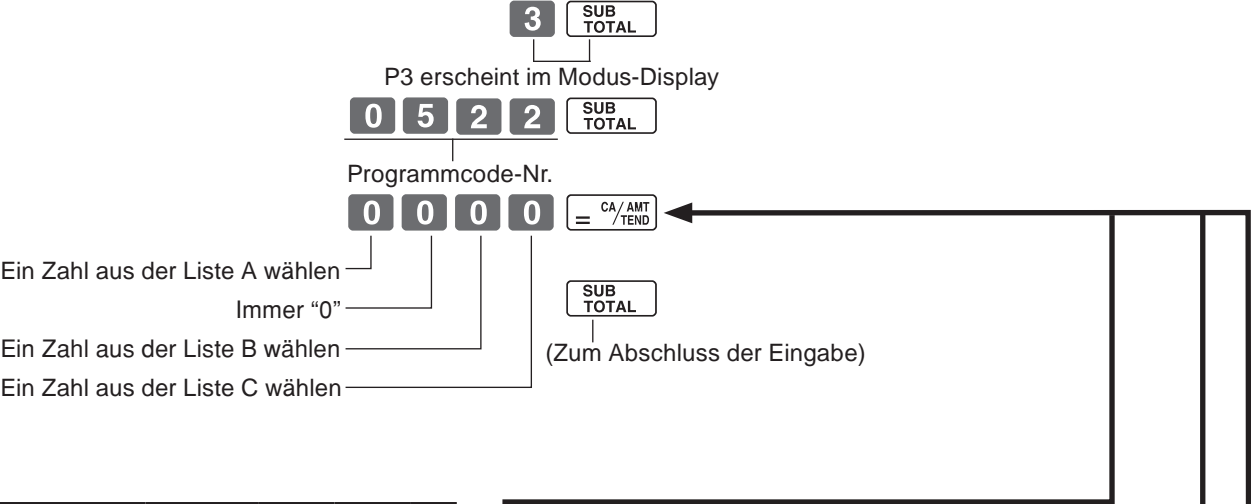 3 SUB TOTAL
P3 erscheint im Modus-Display
0 5 2 2 SUB TOTAL
Programmcode-Nr.
0 0 0 0 = CA/AMT/TEND
Ein Zahl aus der Liste A wählen
Immer “0”
SUB TOTAL
Ein Zahl aus der Liste B wählen
(Zum Abschluss der Eingabe)
Ein Zahl aus der Liste C wählen